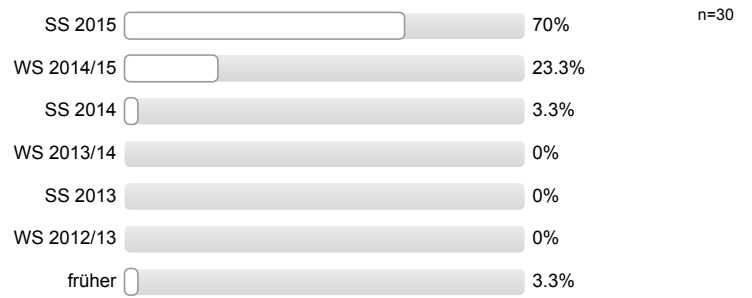 SS 2015 70% n=30
WS 2014/15 23.3%
SS 2014 3.3%
WS 2013/14 0%
SS 2013 0%
WS 2012/13 0%
früher 3.3%